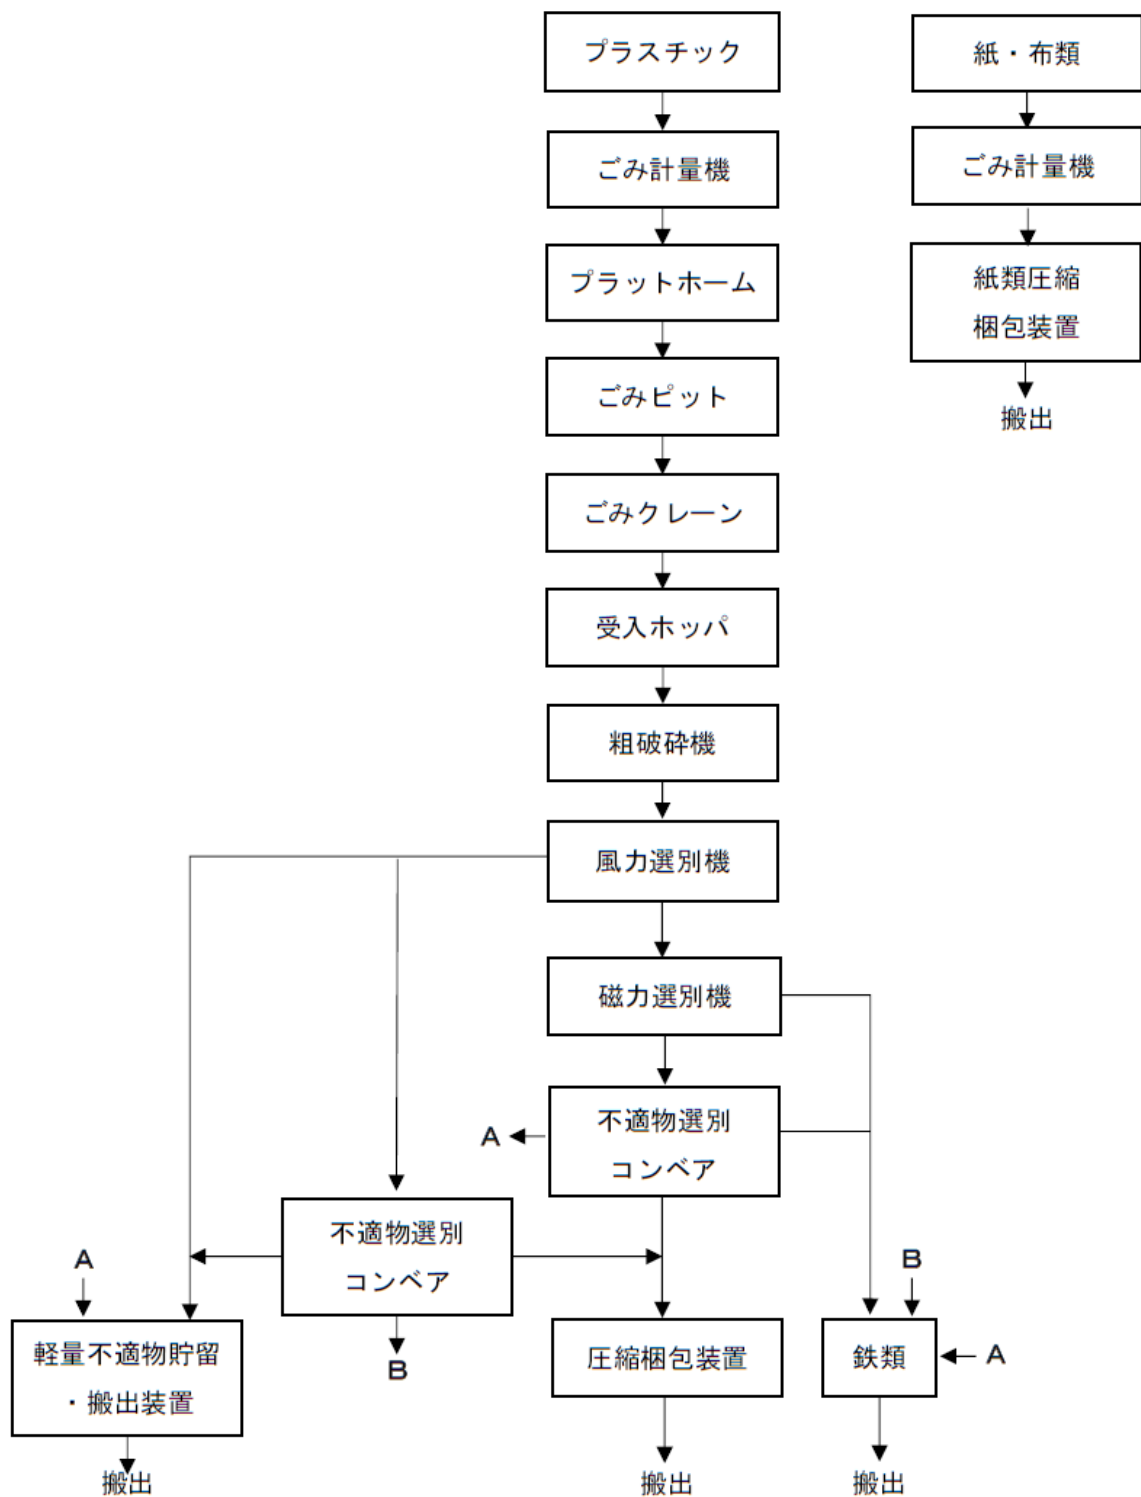 プラスチック
ごみ計量機
プラットホーム
ごみピット
ごみクレーン
受入ホッパ
粗破砕機
風力選別機
磁力選別機
不適物選別
コンベア
A
不適物選別
コンベア
B
A
軽量不適物貯留
・搬出装置
搬出
圧縮梱包装置
搬出
B
鉄類
A
搬出
紙・布類
ごみ計量機
紙類圧縮
梱包装置
搬出